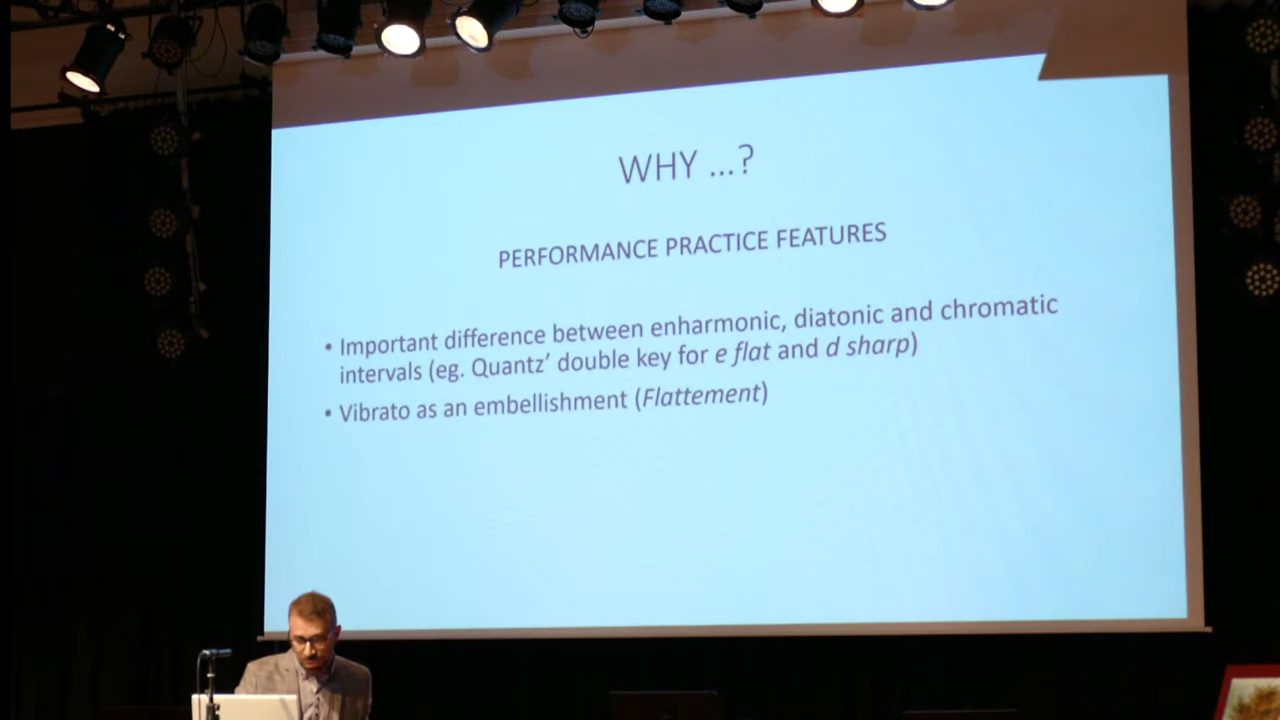 WHY ...?
PERFORMANCE PRACTICE FEATURES
• Important difference between enharmonic, diatonic and chromatic
intervals (eg. Quantz’ double key for e flat and d sharp)
• Vibrato as an embellishment (Flattement)